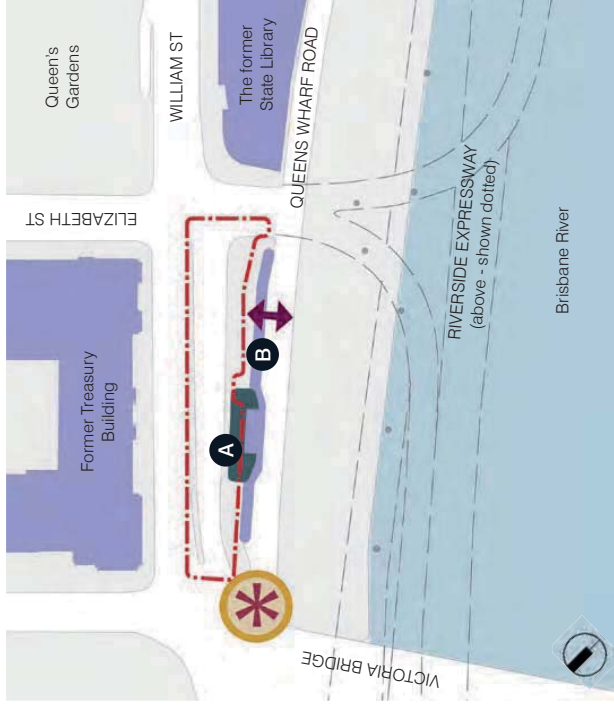 Queen's
Gardens
WILLIAM ST
The former
State Library
QUEENS WHARF ROAD
ELIZABETH ST
Former Treasury
Building
A
B
RIVERSIDE EXPRESSWAY
(above - shown dotted)
Brisbane River
VICTORIA BRIDGE